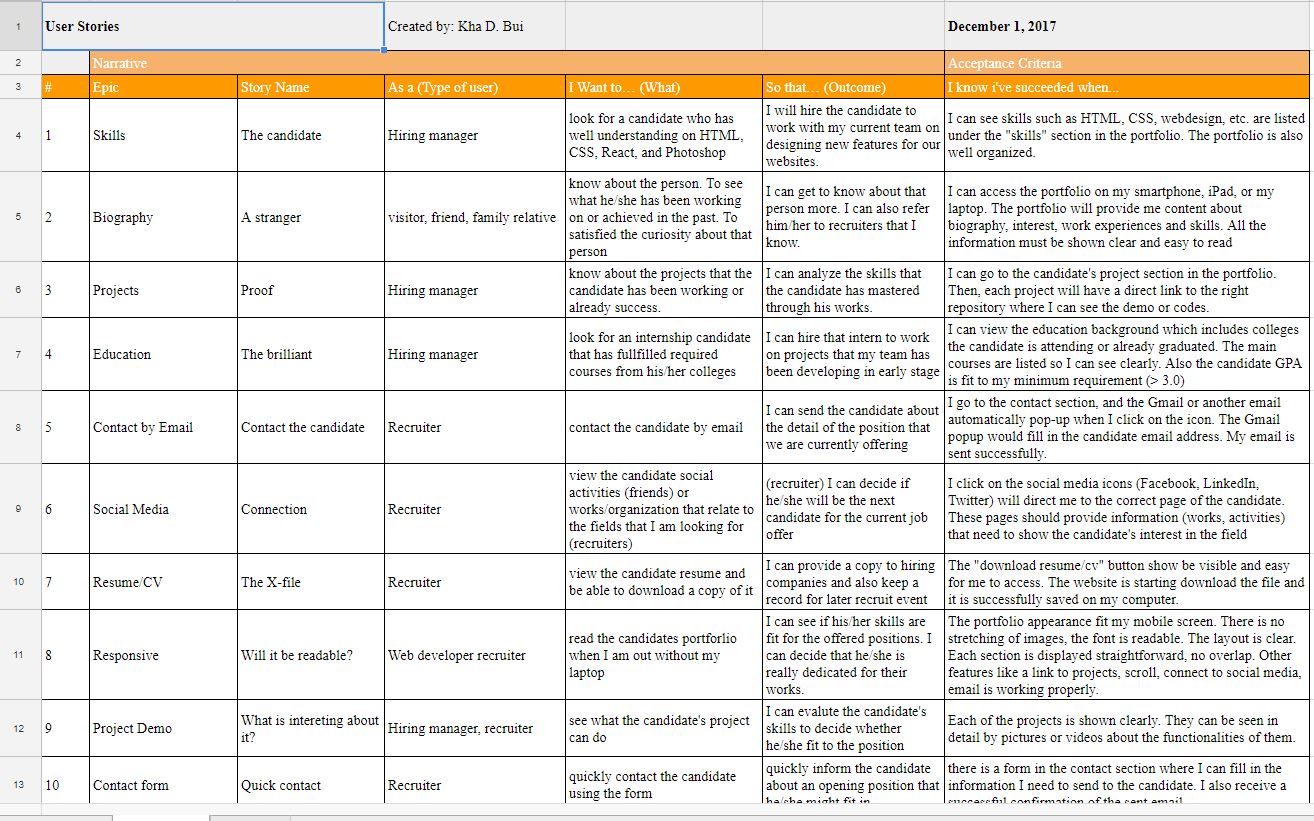 1
User Stories
Created by: Kha D. Bui
December 1, 2017
2
Narrative
Acceptance Criteria
3
#
Epic
Story Name
As a (Type of user)
I Want to... (What)
So that... (Outcome)
I know i've succeeded when...
4
1
Skills
The candidate
Hiring manager
look for a candidate who has
well understanding on HTML,
CSS, React, and Photoshop
I will hire the candidate to
work with my current team on
designing new features for our
websites.
I can see skills such as HTML, CSS, webdesign, etc. are listed
under the "skills" section in the portfolio. The portfolio is also
well organized.
5
2
Biography
A stranger
visitor, friend, family relative
know about the person. To see
what he/she has been working
on or achieved in the past. To
satisfied the curiosity about that
person
I can get to know about that
person more. I can also refer
him/her to recruiters that I
know.
I can access the portfolio on my smartphone, iPad, or my
laptop. The portfolio will provide me content about
biography, interest, work experiences and skills. All the
information must be shown clear and easy to read
6
3
Projects
Proof
Hiring manager
know about the projects that the
candidate has been working or
already success.
I can analyze the skills that
the candidate has mastered
through his works.
I can go to the candidate's project section in the portfolio.
Then, each project will have a direct link to the right
repository where I can see the demo or codes.
7
4
Education
The brilliant
Hiring manager
look for an internship candidate
that has fullfilled required
courses from his/her colleges
I can hire that intern to work
on projects that my team has
been developing in early stage
I can view the education background which includes colleges
the candidate is attending or already graduated. The main
courses are listed so I can see clearly. Also the candidate GPA
is fit to my minimum requirement (> 3.0)
8
5
Contact by Email
Contact the candidate
Recruiter
contact the candidate by email
I can send the candidate about
the detail of the position that
we are currently offering
I go to the contact section, and the Gmail or another email
automatically pop-up when I click on the icon. The Gmail
popup would fill in the candidate email address. My email is
sent successfully.
9
6
Social Media
Connection
Recruiter
view the candidate social
activities (friends) or
works/organization that relate to
the fields that I am looking for
(recruiters)
(recruiter) I can decide if
he/she will be the next
candidate for the current job
offer
I click on the social media icons (Facebook, LinkedIn,
Twitter) will direct me to the correct page of the candidate.
These pages should provide information (works, activities)
that need to show the candidate's interest in the field
10
7
Resume/CV
The X-file
Recruiter
view the candidate resume and
be able to download a copy of it
I can provide a copy to hiring
companies and also keep a
record for later recruit event
The "download resume/cv" button show be visible and easy
for me to access. The website is starting download the file and
it is successfully saved on my computer.
11
8
Responsive
Will it be readable?
Web developer recruiter
read the candidates portforlio
when I am out without my
laptop
I can see if his/her skills are
fit for the offered positions. I
can decide that he/she is
really dedicated for their
works.
The portfolio appearance fit my mobile screen. There is no
stretching of images, the font is readable. The layout is clear.
Each section is displayed straightforward, no overlap. Other
features like a link to projects, scroll, connect to social media,
email is working properly.
12
9
Project Demo
What is intereting about
it?
Hiring manager, recruiter
see what the candidate's project
can do
I can evalute the candidate's
skills to decide whether
he/she fit to the position
Each of the projects is shown clearly. They can be seen in
detail by pictures or videos about the functionalities of them.
13
10
Contact form
Quick contact
Recruiter
quickly contact the candidate
using the form
quickly inform the candidate
about an opening position that
he/she might fit in
there is a form in the contact section where I can fill in the
information I need to send to the candidate. I also receive a
successful confirmation of the sent email